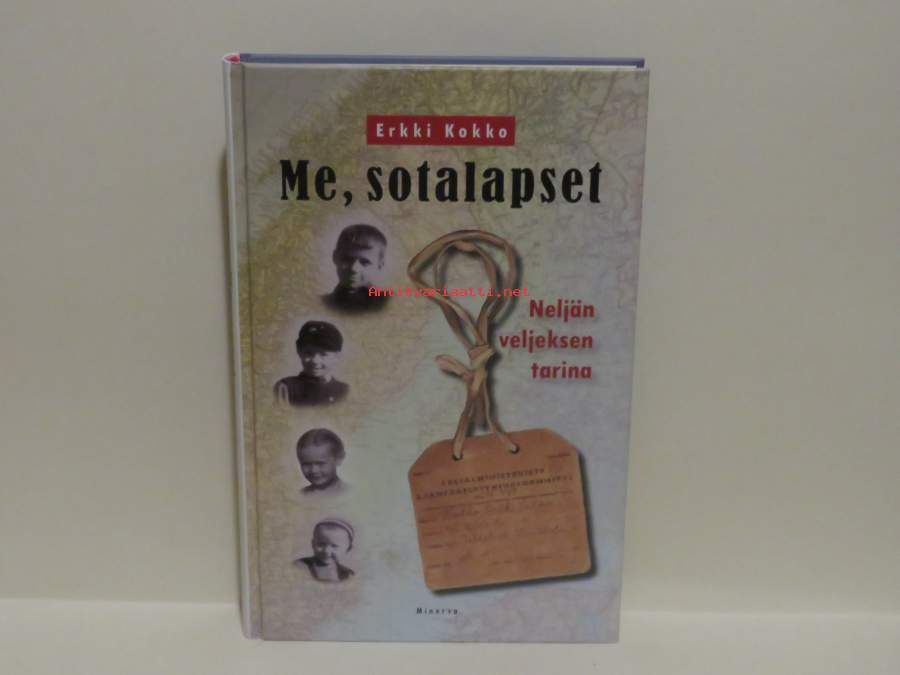 Erkki Kokko
Me, sotalapset
Antikvariaatti.net
Neljän
veljeksen
tarina
Minerva